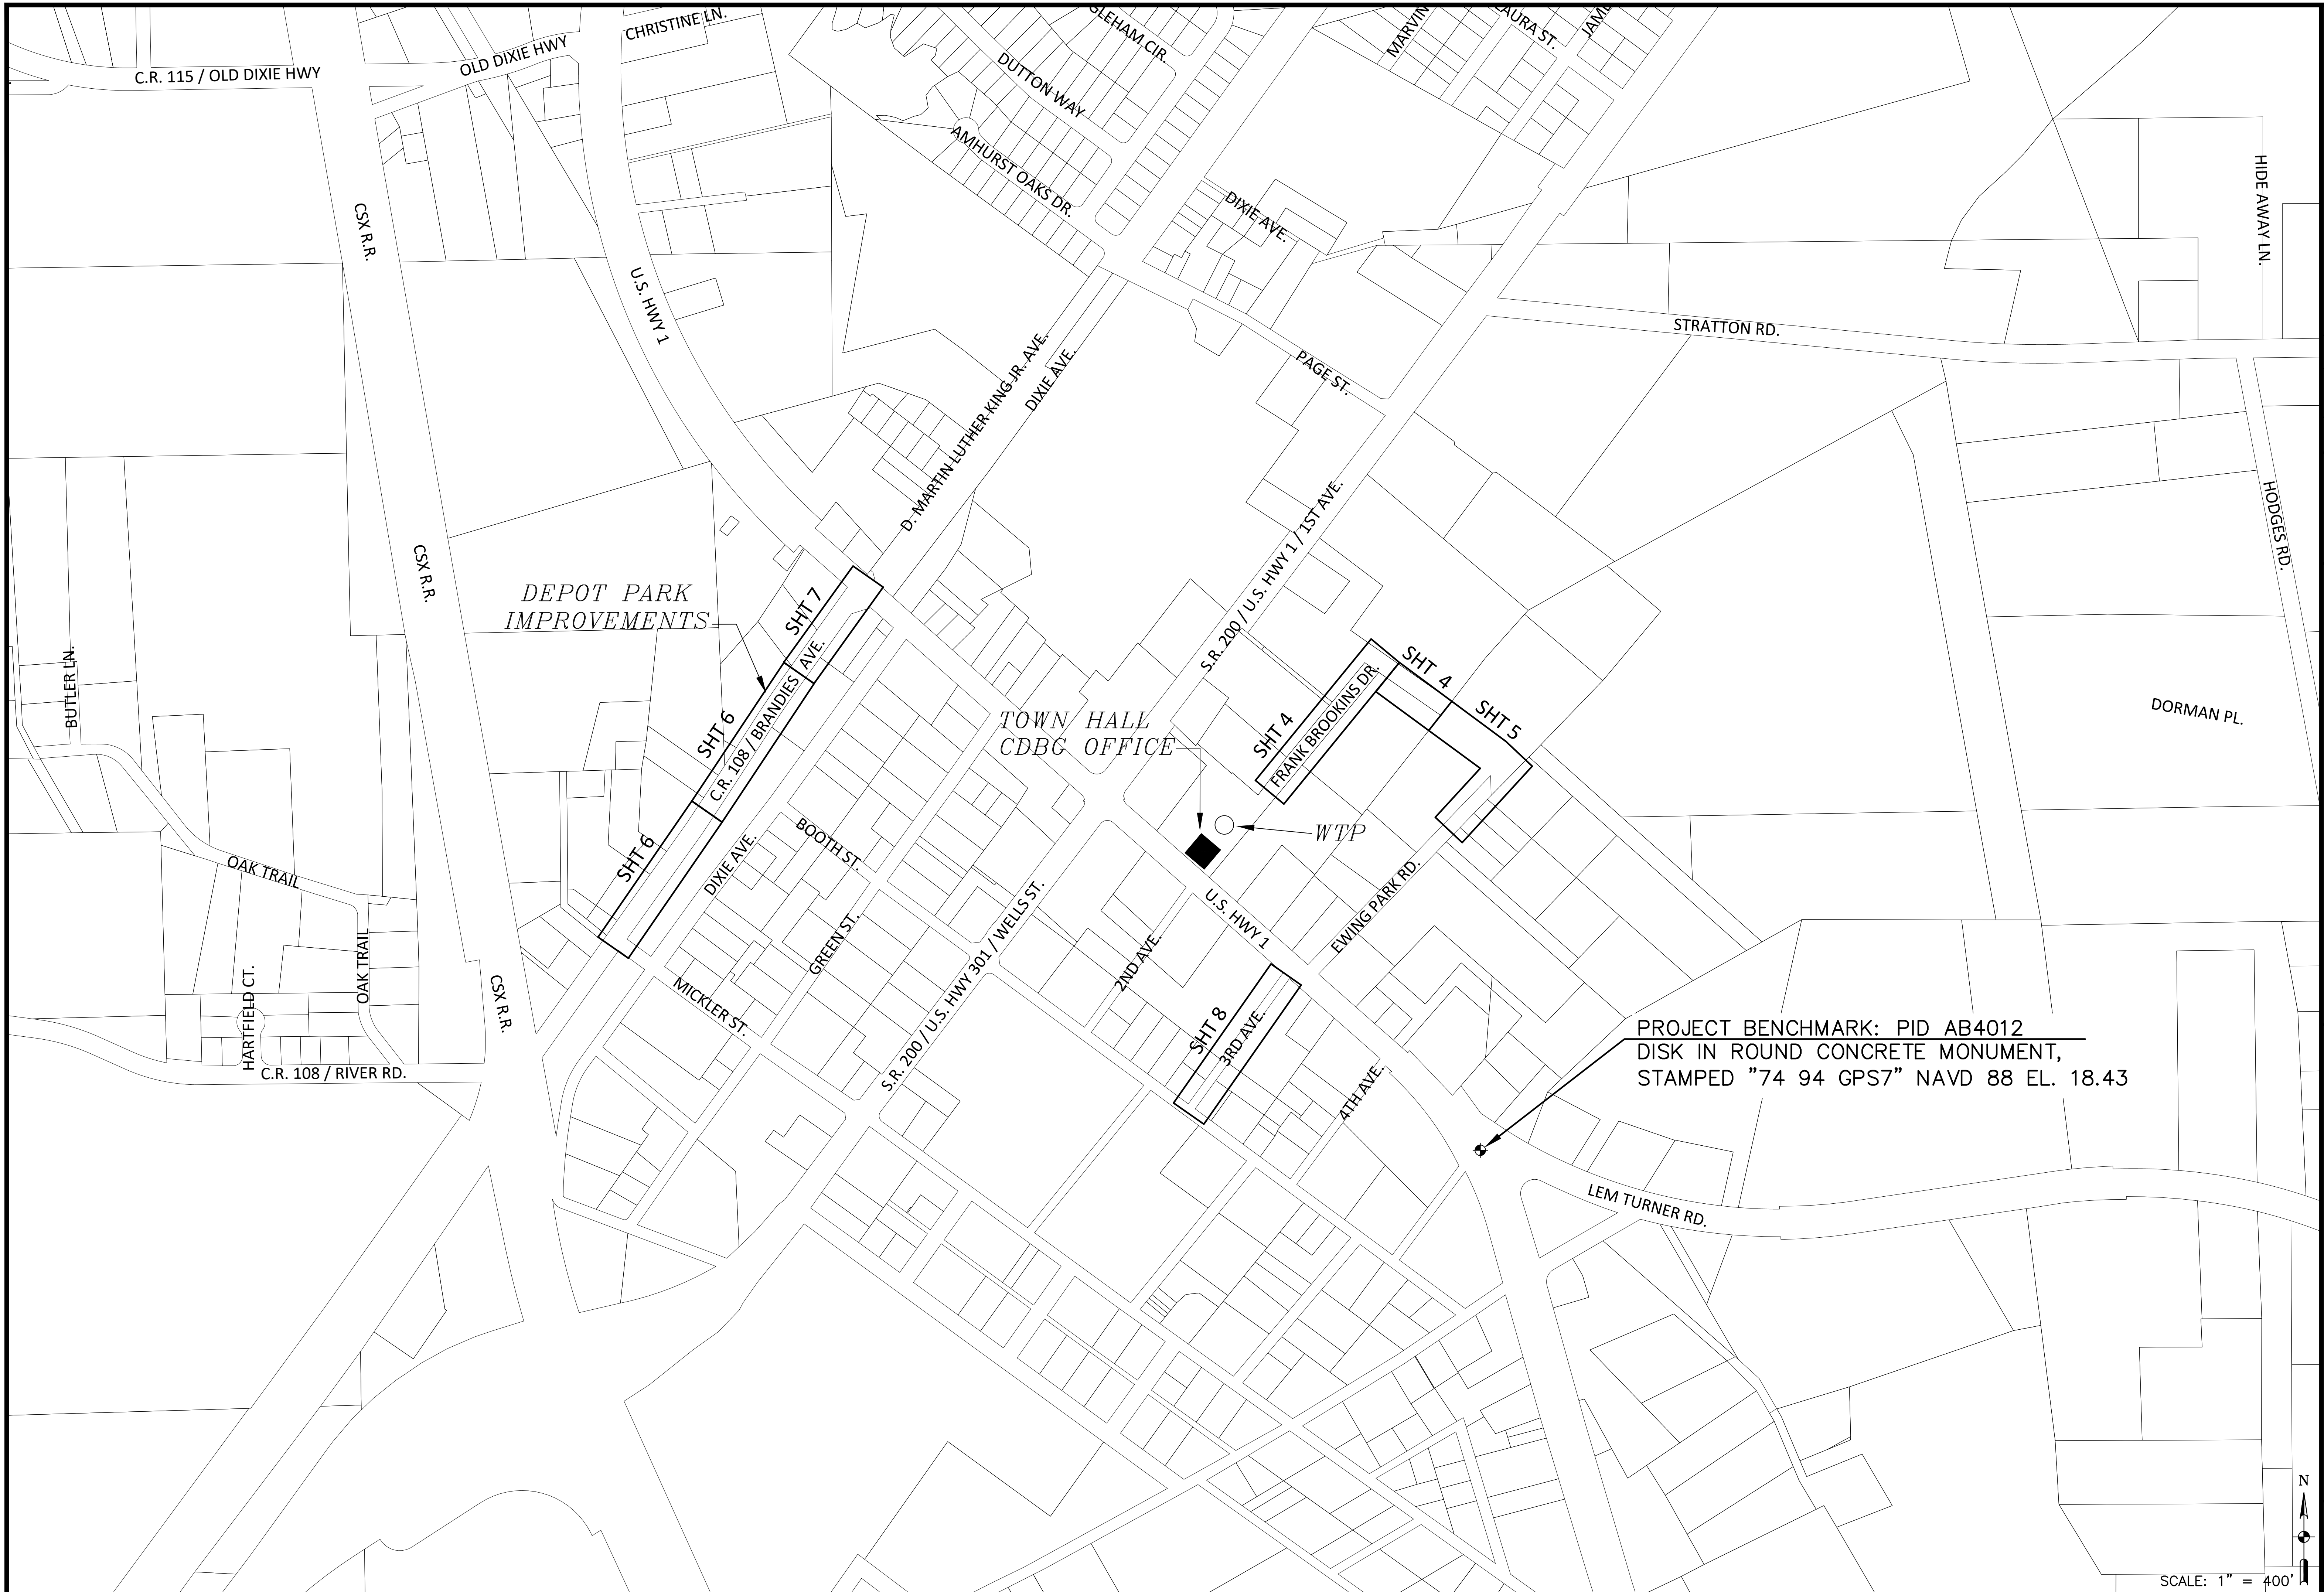 CHRISTINE LN.
GLEHAM CIR.
MARVIN
AURA ST.
JAME
C.R. 115 / OLD DIXIE HWY
OLD DIXIE HWY
DUTTON WAY
AMHURST OAKS DR.
DIXIE AVE.
HIDE AWAY LN.
CSX R.R.
U.S. HWY 1
STRATTON RD.
D. MARTIN LUTHER KING JR. AVE.
DIXIE AVE.
PAGE ST.
S.R. 200 / U.S. HWY 1 / 1ST AVE.
HODGES RD.
CSX R.R.
DEPOT PARK
IMPROVEMENTS
SHT 7
SHT 6
C.R. 108 / BRANDIES AVE.
SHT 6
BUTLER LN.
TOWN HALL
CDBG OFFICE
SHT 4
FRANK BROOKINS DR.
SHT 4
SHT 5
DORMAN PL.
WTP
OAK TRAIL
DIXIE AVE.
BOOTH ST.
GREEN ST.
S.R. 200 / U.S. HWY 301 / WELLS ST.
U.S. HWY 1
2ND AVE.
EWING PARK RD.
OAK TRAIL
HARTFIELD CT.
CSX R.R.
MICKLER ST.
C.R. 108 / RIVER RD.
SHT 8
3RD AVE.
4TH AVE.
PROJECT BENCHMARK: PID AB4012
DISK IN ROUND CONCRETE MONUMENT,
STAMPED "74 94 GPS7" NAVD 88 EL. 18.43
LEM TURNER RD.
N
SCALE: 1" = 400'